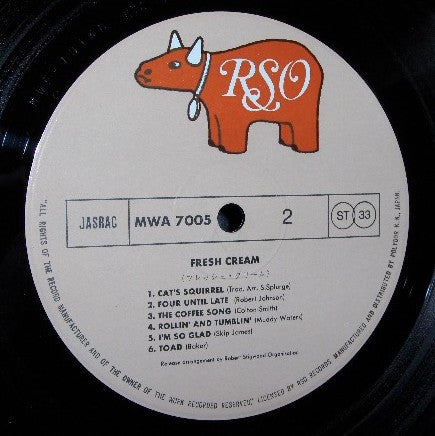 RSO
JASRAC
MWA 7005
2
ST 33
FRESH CREAM
(フレッシュ・クリーム)
1. CAT'S SQUIRREL (Trad. Arr. S.Splurge)
2. FOUR UNTIL LATE (Robert Johnson)
3. THE COFFEE SONG (Colton Smith)
4. ROLLIN' AND TUMBLIN' (Muddy Waters)
5. I'M SO GLAD (Skip James)
6. TOAD (Baker)
Release arrangement by Robert Stigwood Organisation
"ALL RIGHTS OF THE RECORD MANUFACTURER AND OF THE OWNER OF THE WORK RECORDED RESERVED" LICENSED BY RSO RECORDS, MANUFACTURED AND DISTRIBUTED BY POLYDOR K.K., JAPAN.